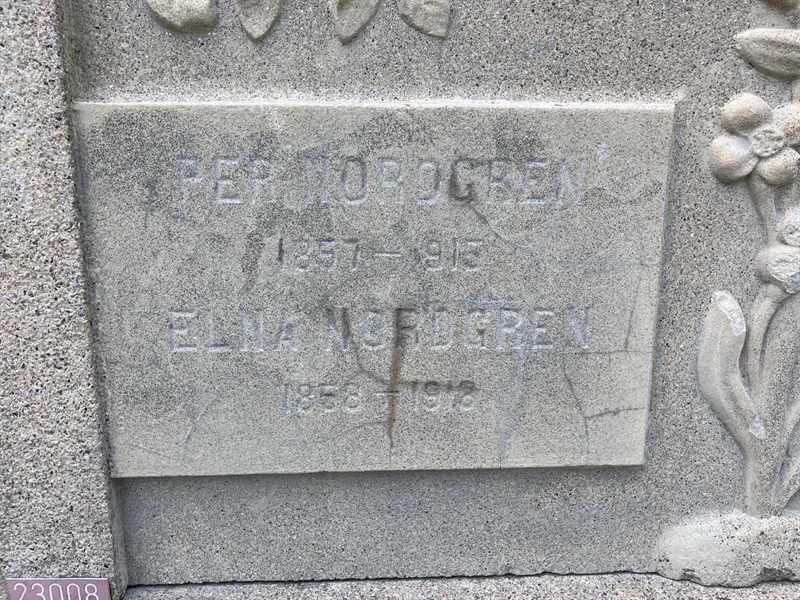 PER NORDGREN
1857 – 1915
ELNA NORDGREN
1858 – 1918
23008